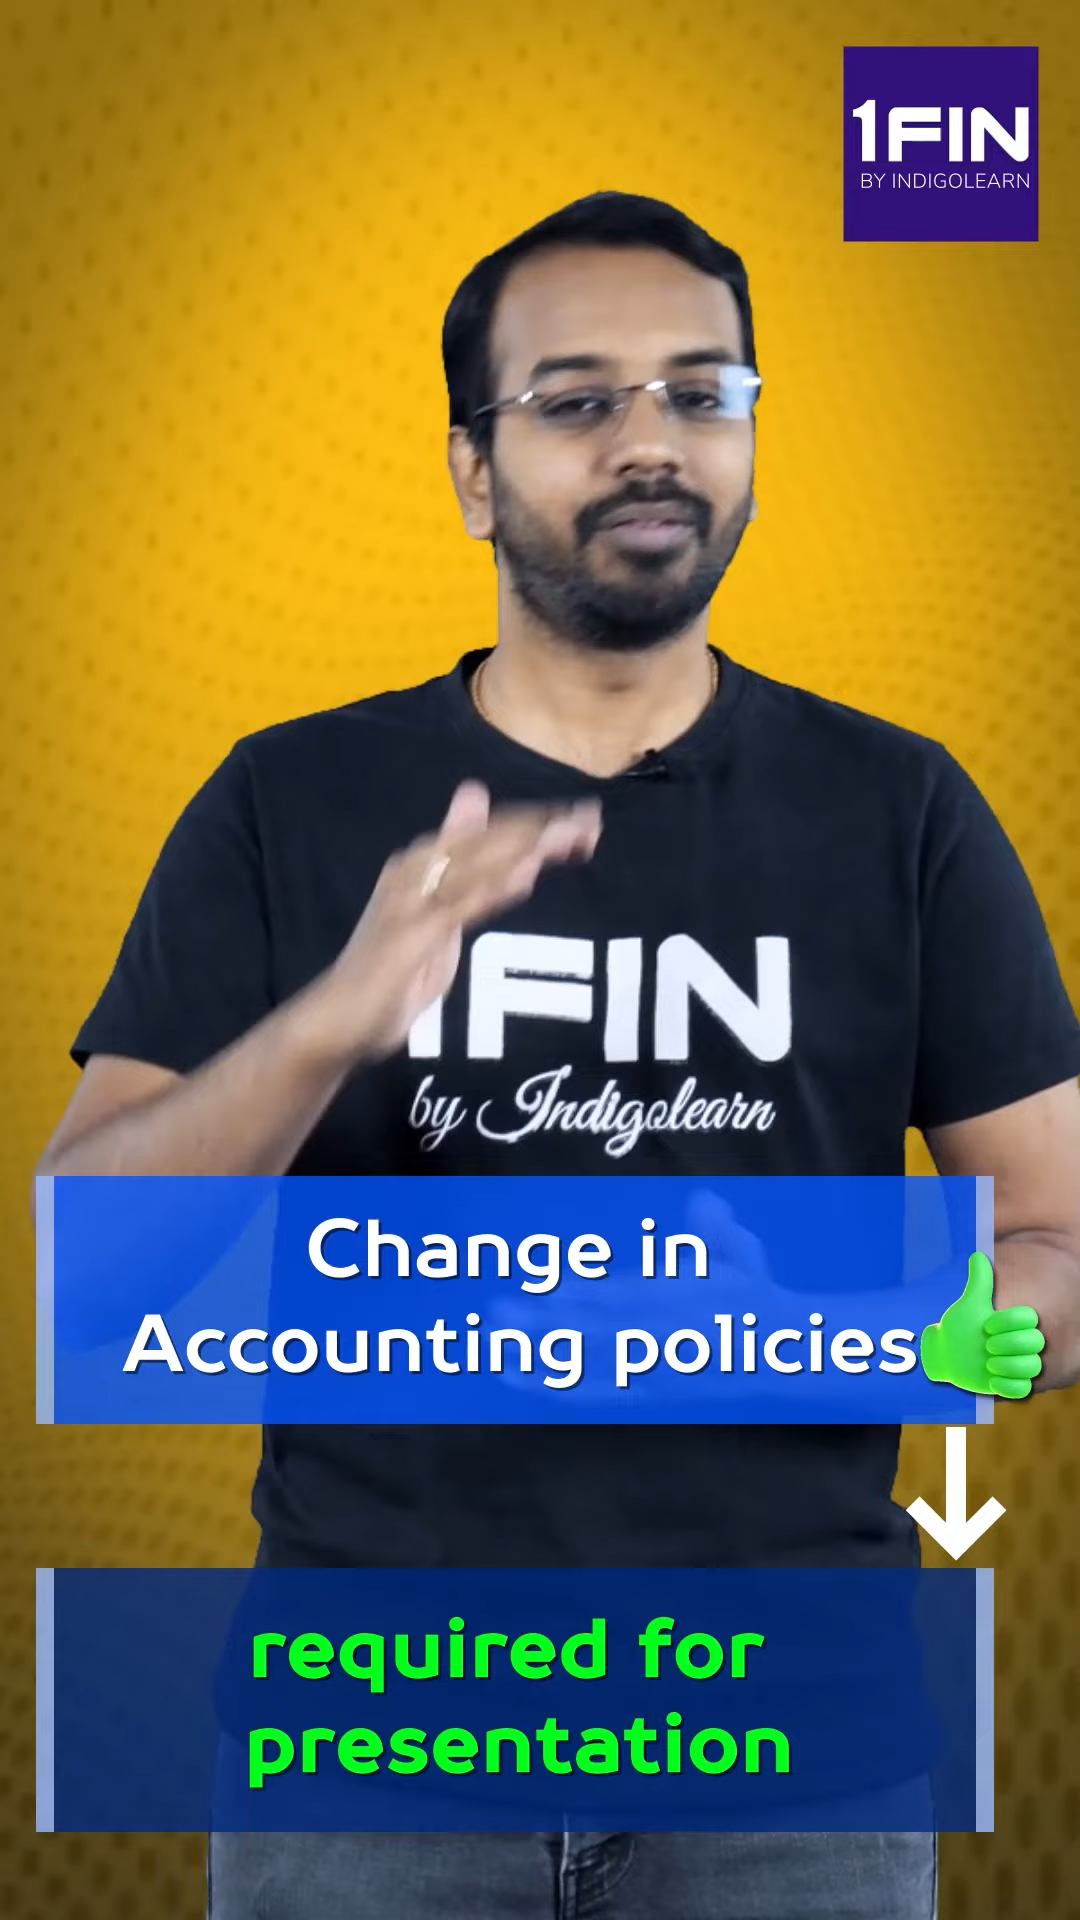 1FIN
BY INDIGOLEARN
1FIN
by Indigolearn
Change in
Accounting policies
required for
presentation